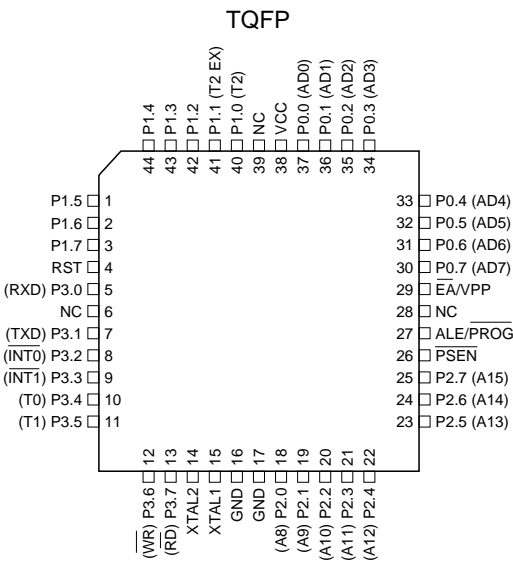 TQFP
P1.4
P1.3
P1.2
P1.1 (T2 EX)
P1.0 (T2)
NC
VCC
P0.0 (AD0)
P0.1 (AD1)
P0.2 (AD2)
P0.3 (AD3)
44
43
42
41
40
39
38
37
36
35
34
P1.5 1
P1.6 2
P1.7 3
RST 4
(RXD) P3.0 5
NC 6
(TXD) P3.1 7
(INT0) P3.2 8
(INT1) P3.3 9
(T0) P3.4 10
(T1) P3.5 11
33 P0.4 (AD4)
32 P0.5 (AD5)
31 P0.6 (AD6)
30 P0.7 (AD7)
29 EA/VPP
28 NC
27 ALE/PROG
26 PSEN
25 P2.7 (A15)
24 P2.6 (A14)
23 P2.5 (A13)
12
13
14
15
16
17
18
19
20
21
22
(WR) P3.6
(RD) P3.7
XTAL2
XTAL1
GND
GND
(A8) P2.0
(A9) P2.1
(A10) P2.2
(A11) P2.3
(A12) P2.4